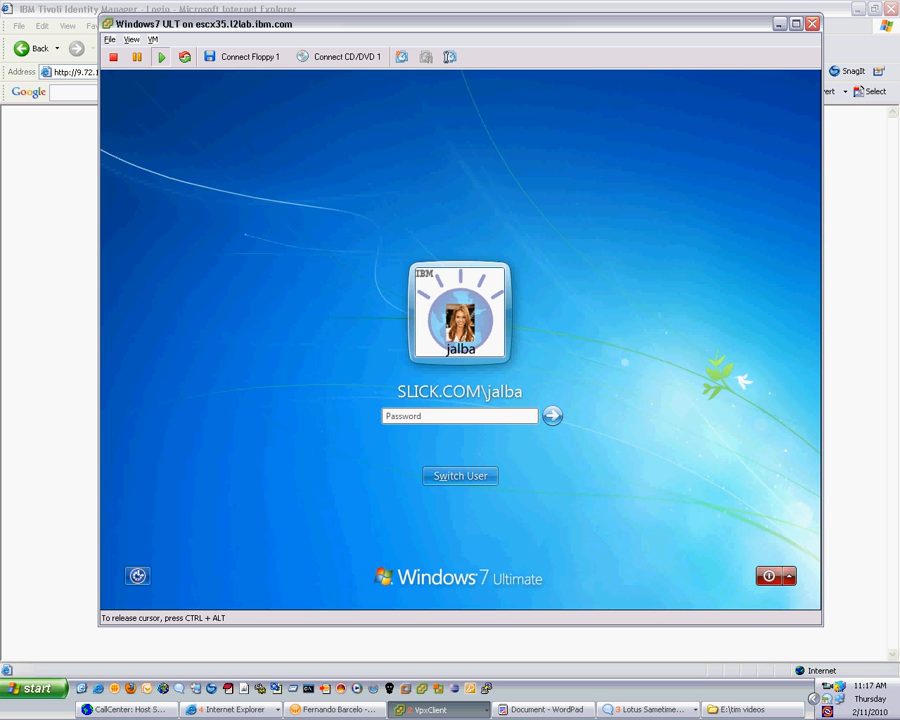 IBM Tivoli Identity Manager - Login - Microsoft Internet Explorer
File Edit View
Windows7 ULT on escx35.l2lab.ibm.com
File View VM
Back
Connect Floppy 1 Connect CD/DVD 1
Address http://9.72.1
SnagIt
Google
vert Select
IBM
jalba
SLICK.COM\jalba
Password
Switch User
Windows 7 Ultimate
To release cursor, press CTRL + ALT
Internet
start
11:17 AM
Thursday
2/11/2010
CallCenter: Host S...
4 Internet Explorer
Fernando Barcelo -...
2 VpxClient
Document - WordPad
3 Lotus Sametime...
E:\tim videos